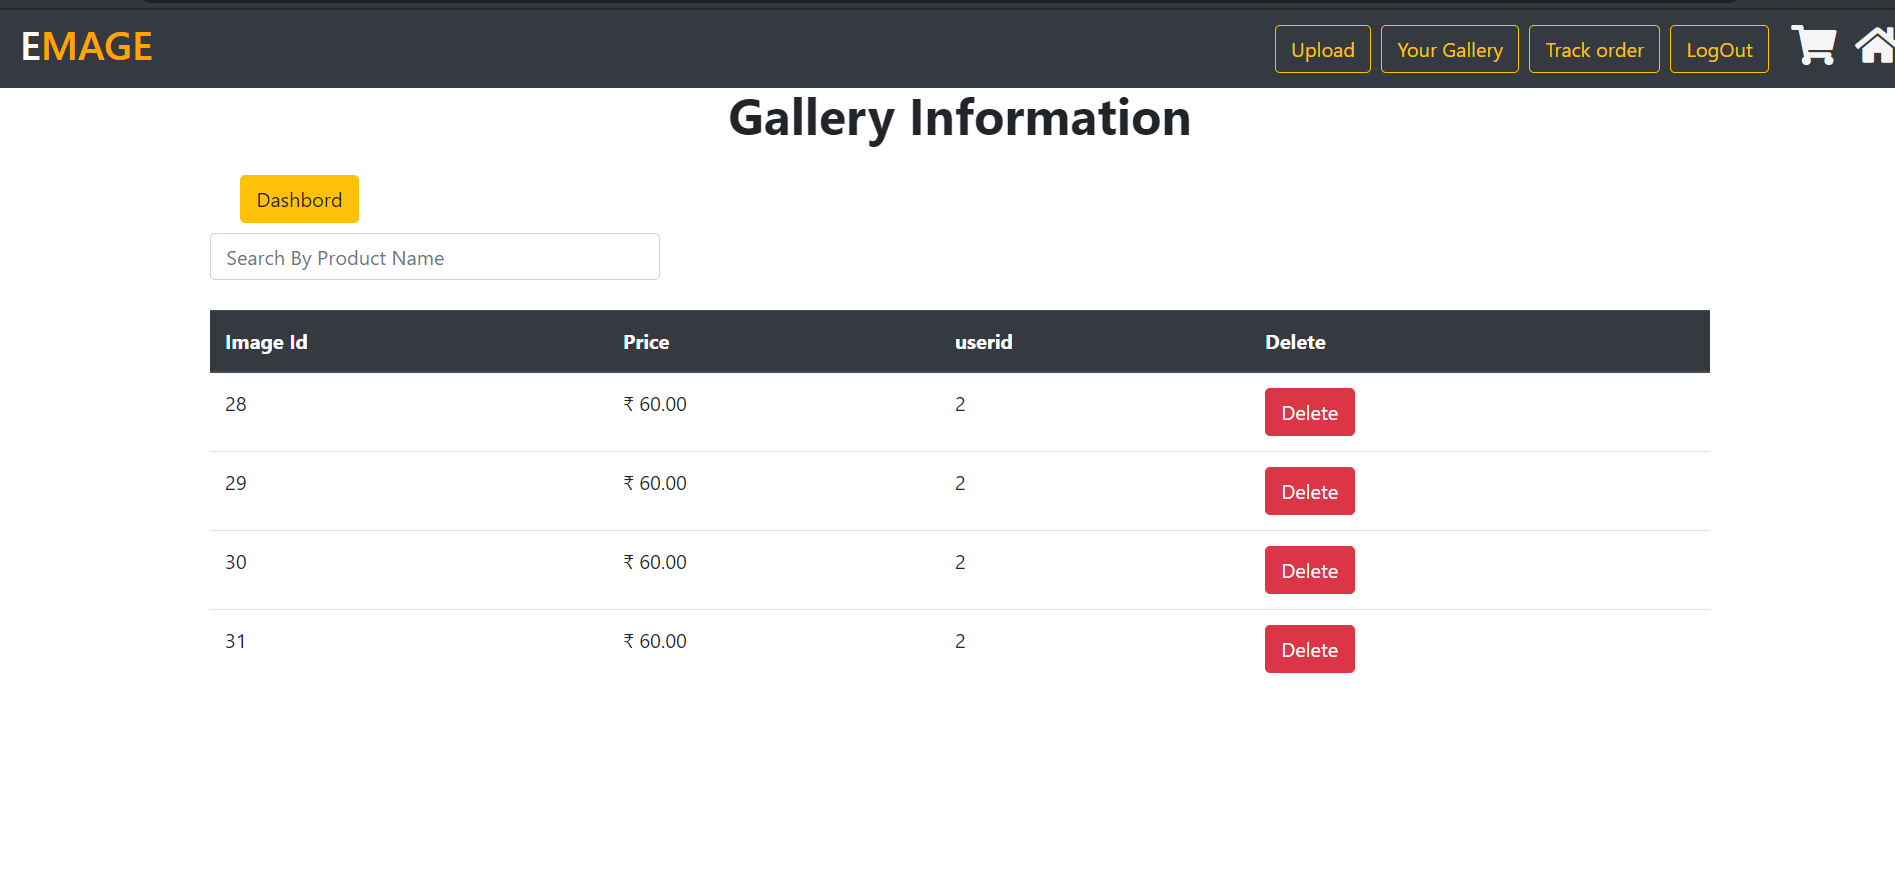 EMAGE Upload Your Gallery Track order LogOut
Gallery Information
Dashbord
Search By Product Name
Image Id Price userid Delete
28 ₹ 60.00 2 Delete
29 ₹ 60.00 2 Delete
30 ₹ 60.00 2 Delete
31 ₹ 60.00 2 Delete